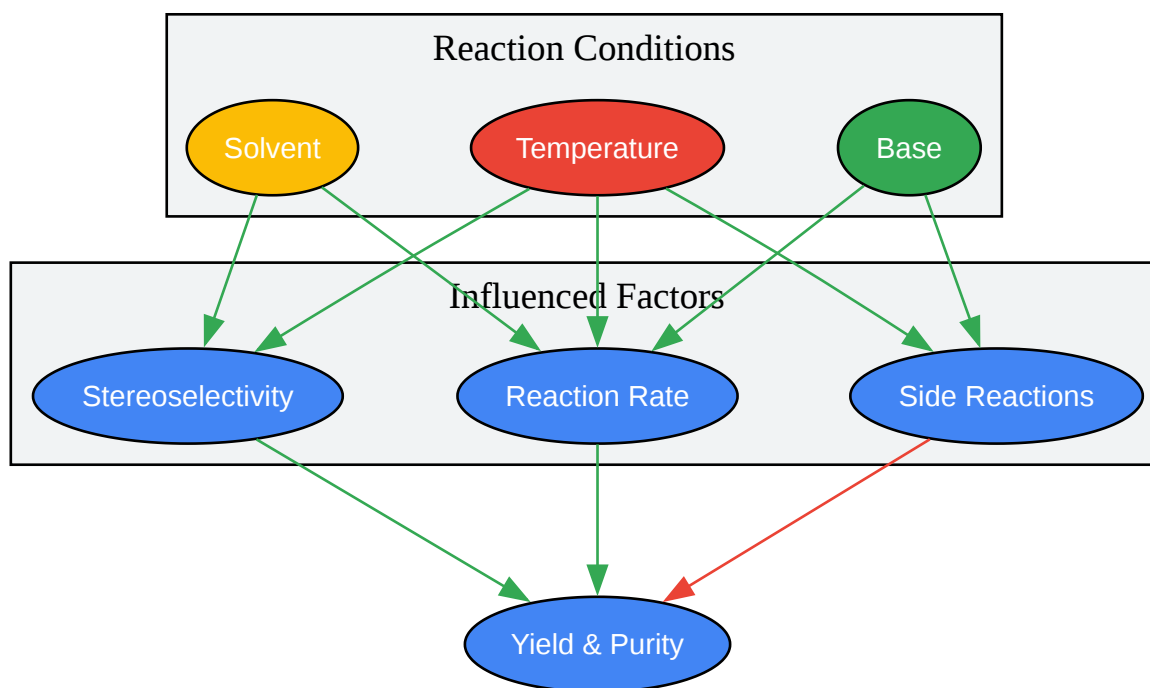 Reaction Conditions
Solvent
Temperature
Base
Influenced Factors
Stereoselectivity
Reaction Rate
Side Reactions
Yield & Purity